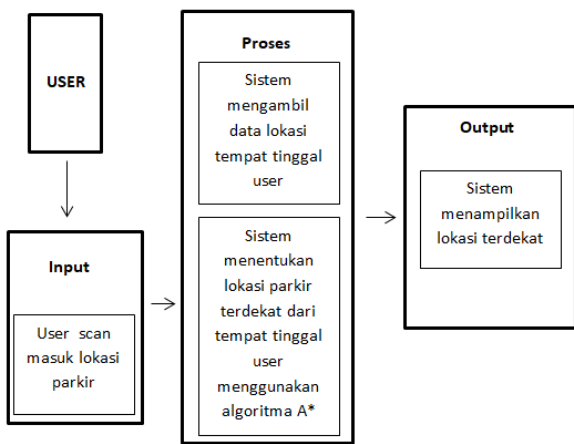 USER
Input
User scan
masuk lokasi
parkir
Proses
Sistem
mengambil
data lokasi
tempat tinggal
user
Sistem
menentukan
lokasi parkir
terdekat dari
tempat tinggal
user
menggunakan
algoritma A*
Output
Sistem
menampilkan
lokasi terdekat